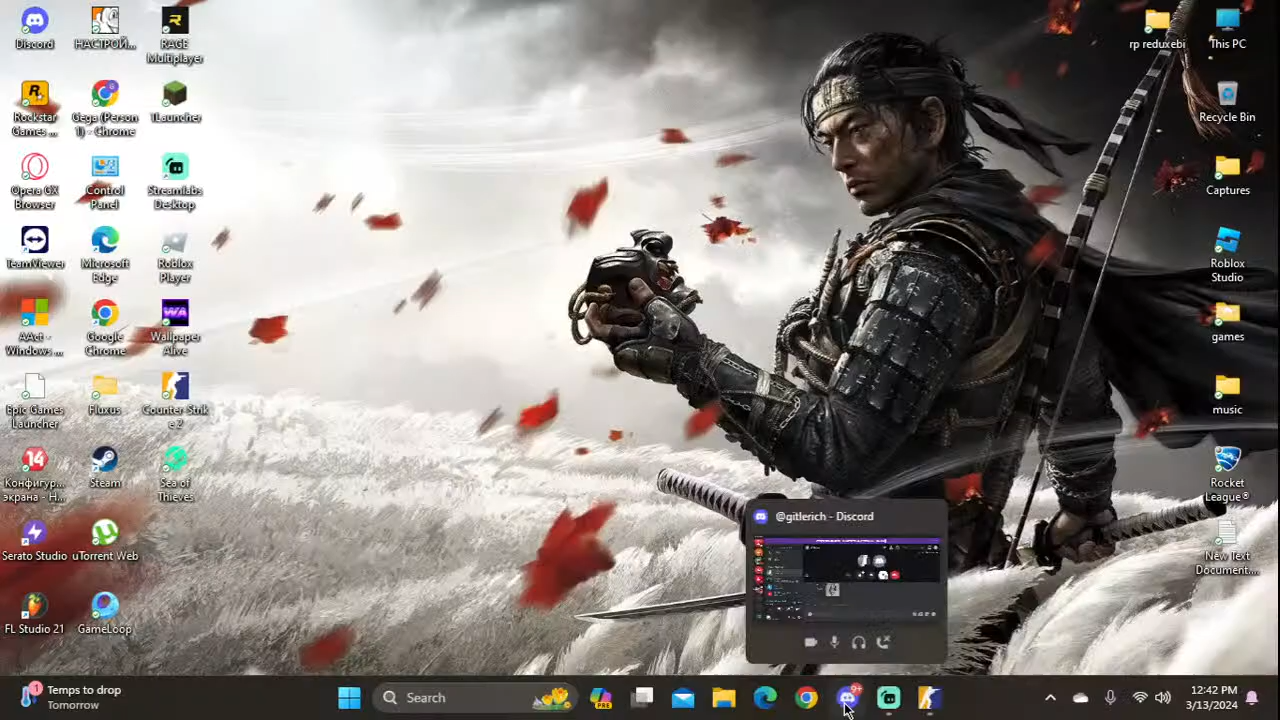 Discord
НАСТРОЙ...
RAGE
Multiplayer
Rockstar
Games ...
Gega (Person
1) - Chrome
TLauncher
Opera GX
Browser
Control
Panel
Streamlabs
Desktop
TeamViewer
Microsoft
Edge
Roblox
Player
AAct -
Windows ...
Google
Chrome
Wallpaper
Alive
Epic Games
Launcher
Fluxus
Counter-Strik
e 2
Конфигур...
экрана - H...
Steam
Sea of
Thieves
Serato Studio
uTorrent Web
FL Studio 21
GameLoop
rp reduxebi
This PC
Recycle Bin
Captures
Roblox
Studio
games
music
Rocket
League®
New Text
Document...
@gitlerich - Discord
1
Temps to drop
Tomorrow
Search
PRE
9+
12:42 PM
3/13/2024